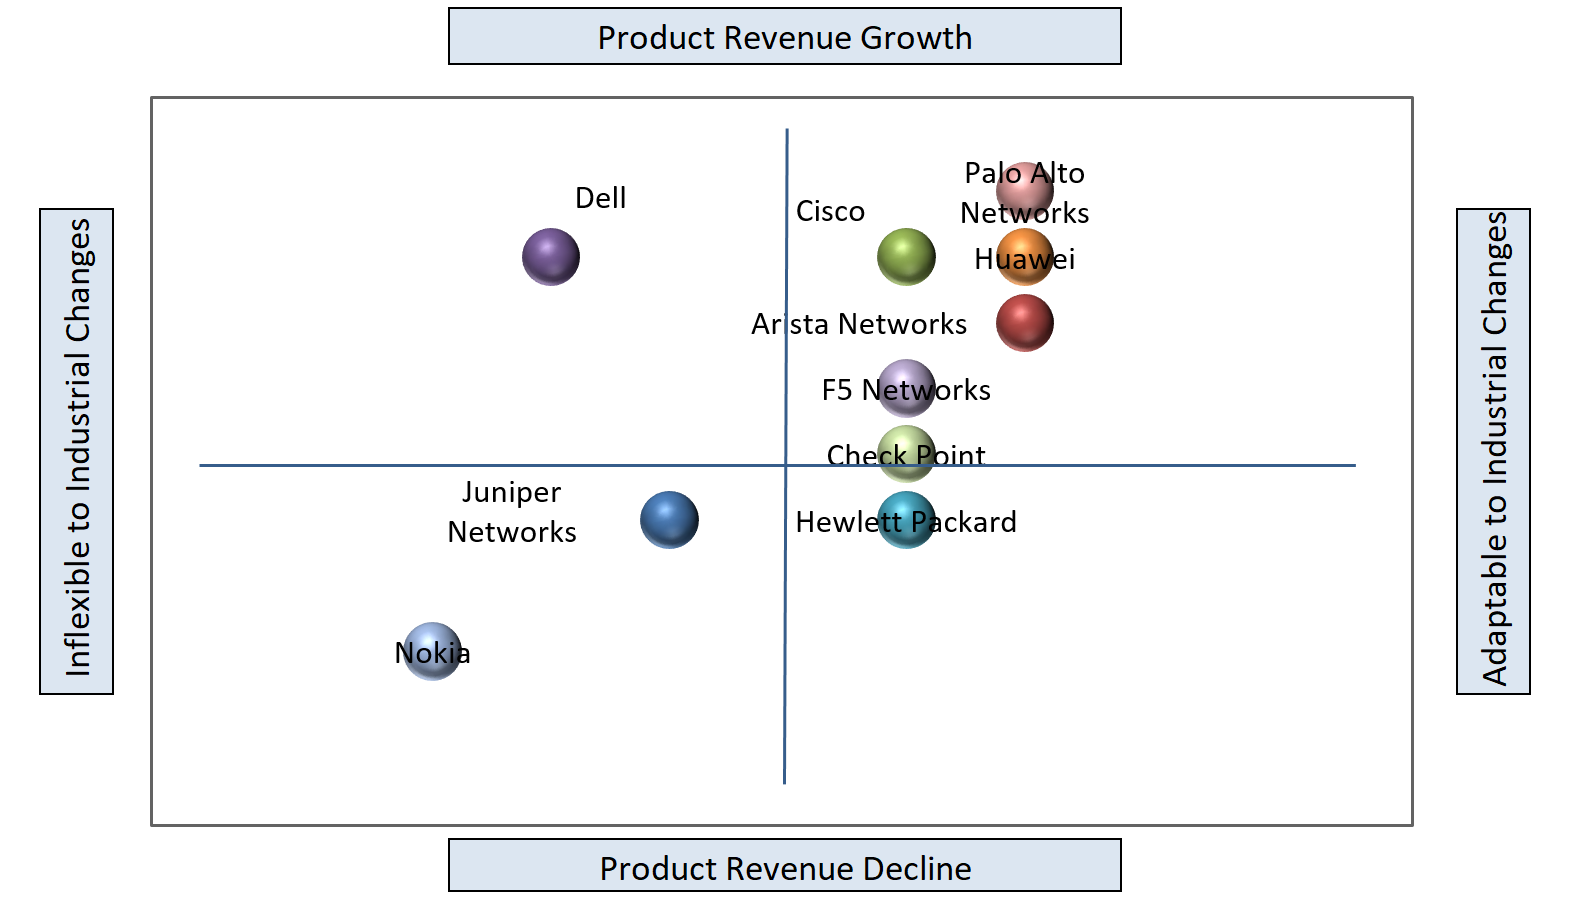 Product Revenue Growth
Inflexible to Industrial Changes
Adaptable to Industrial Changes
Palo Alto
Networks
Dell
Cisco
Huawei
Arista Networks
F5 Networks
Check Point
Juniper
Networks
Hewlett Packard
Nokia
Product Revenue Decline